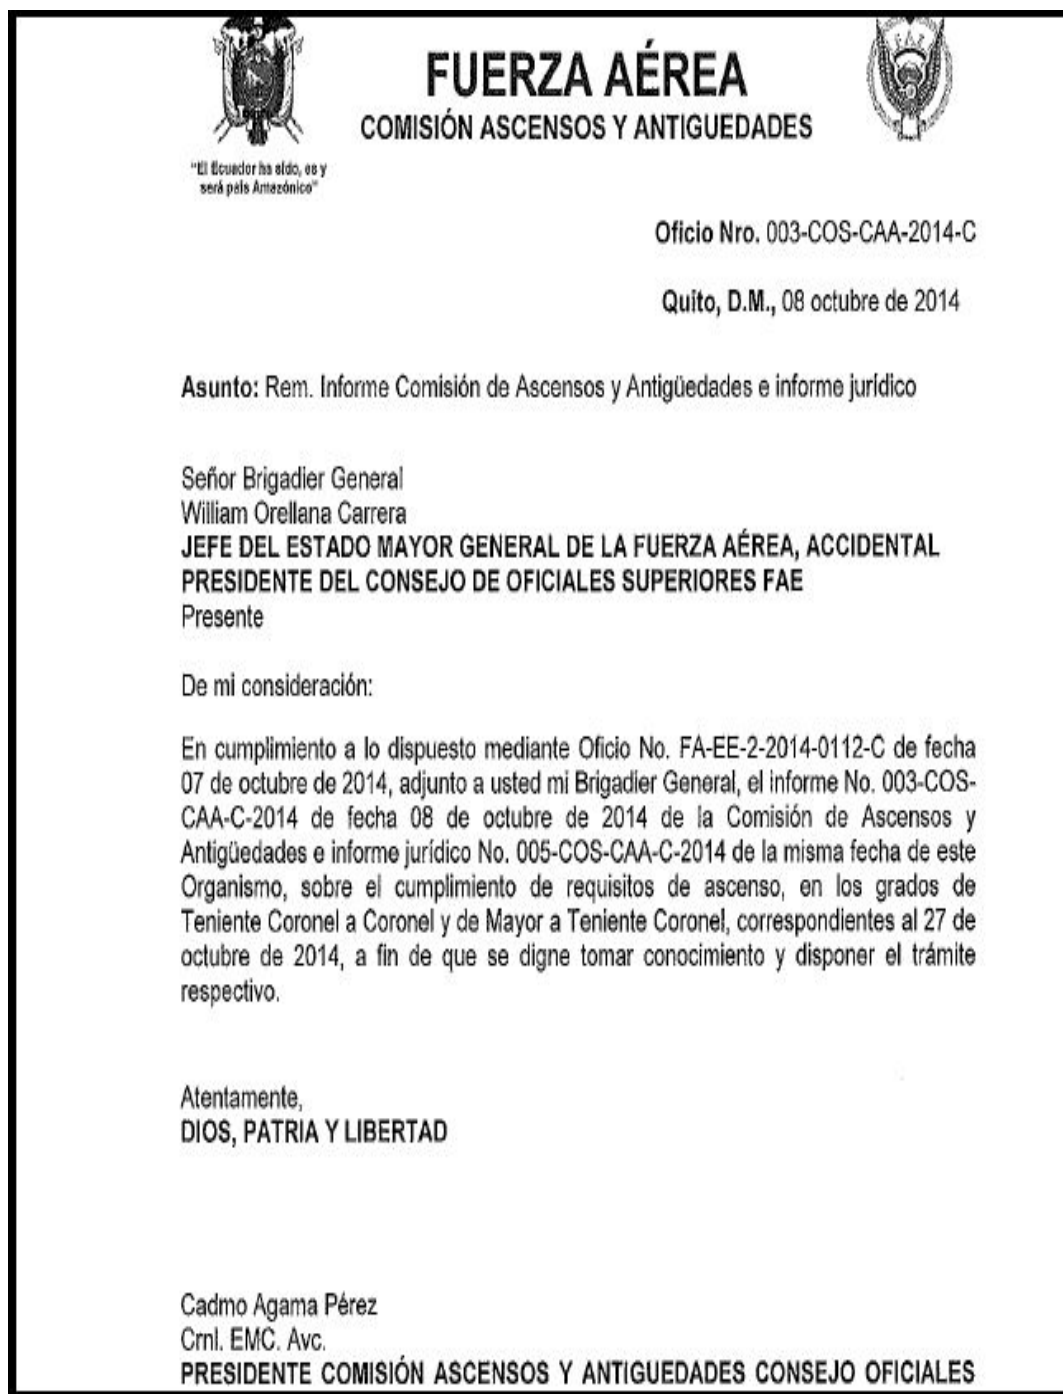 FAE
FUERZA AÉREA
COMISIÓN ASCENSOS Y ANTIGUEDADES
"El Ecuador ha sido, es y
será país Amazónico"
Oficio Nro. 003-COS-CAA-2014-C
Quito, D.M., 08 octubre de 2014
Asunto: Rem. Informe Comisión de Ascensos y Antigüedades e informe jurídico
Señor Brigadier General
William Orellana Carrera
JEFE DEL ESTADO MAYOR GENERAL DE LA FUERZA AÉREA, ACCIDENTAL
PRESIDENTE DEL CONSEJO DE OFICIALES SUPERIORES FAE
Presente
De mi consideración:
En cumplimiento a lo dispuesto mediante Oficio No. FA-EE-2-2014-0112-C de fecha
07 de octubre de 2014, adjunto a usted mi Brigadier General, el informe No. 003-COS-
CAA-C-2014 de fecha 08 de octubre de 2014 de la Comisión de Ascensos y
Antigüedades e informe jurídico No. 005-COS-CAA-C-2014 de la misma fecha de este
Organismo, sobre el cumplimiento de requisitos de ascenso, en los grados de
Teniente Coronel a Coronel y de Mayor a Teniente Coronel, correspondientes al 27 de
octubre de 2014, a fin de que se digne tomar conocimiento y disponer el trámite
respectivo.
Atentamente,
DIOS, PATRIA Y LIBERTAD
Cadmo Agama Pérez
Crnl. EMC. Avc.
PRESIDENTE COMISIÓN ASCENSOS Y ANTIGUEDADES CONSEJO OFICIALES